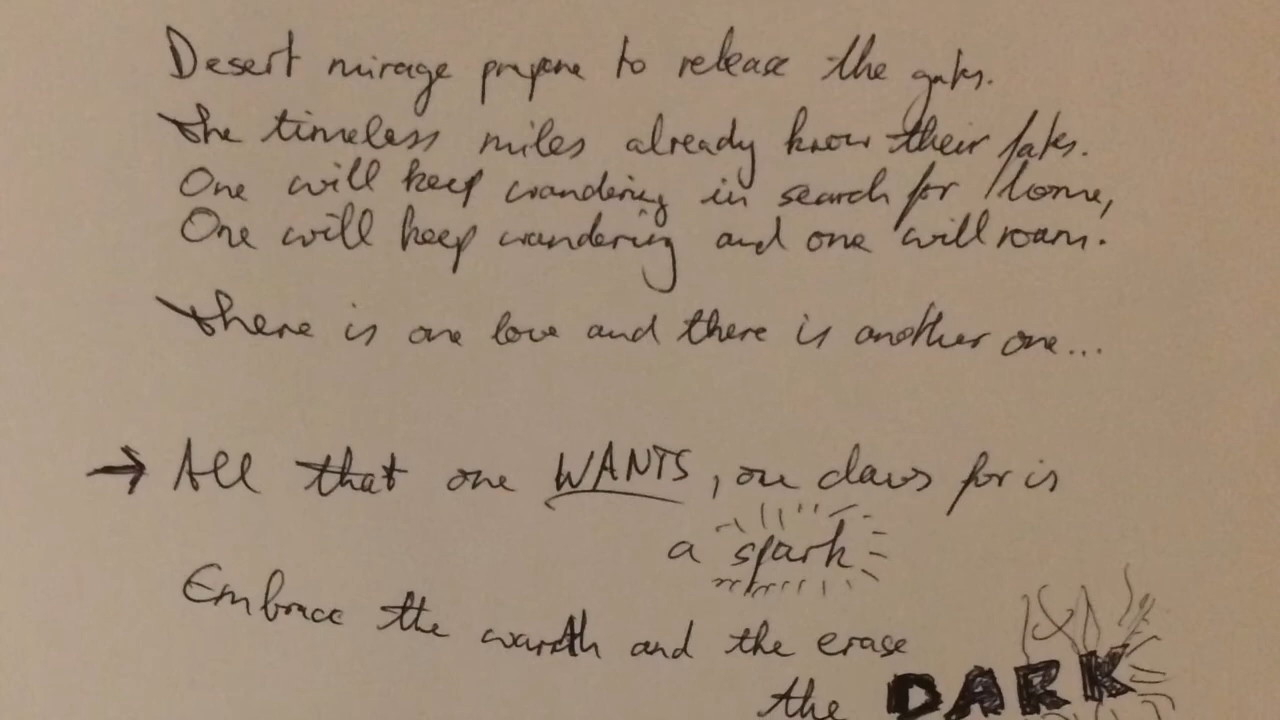 Desert mirage prepare to release the gates.
The timeless miles already know their fates.
One will keep wandering in search for home,
One will keep wandering and one will roam.
There is one love and there is another one...
→ All that one WANTS, one claws for is
a spark
Embrace the warmth and the erase
the DARK